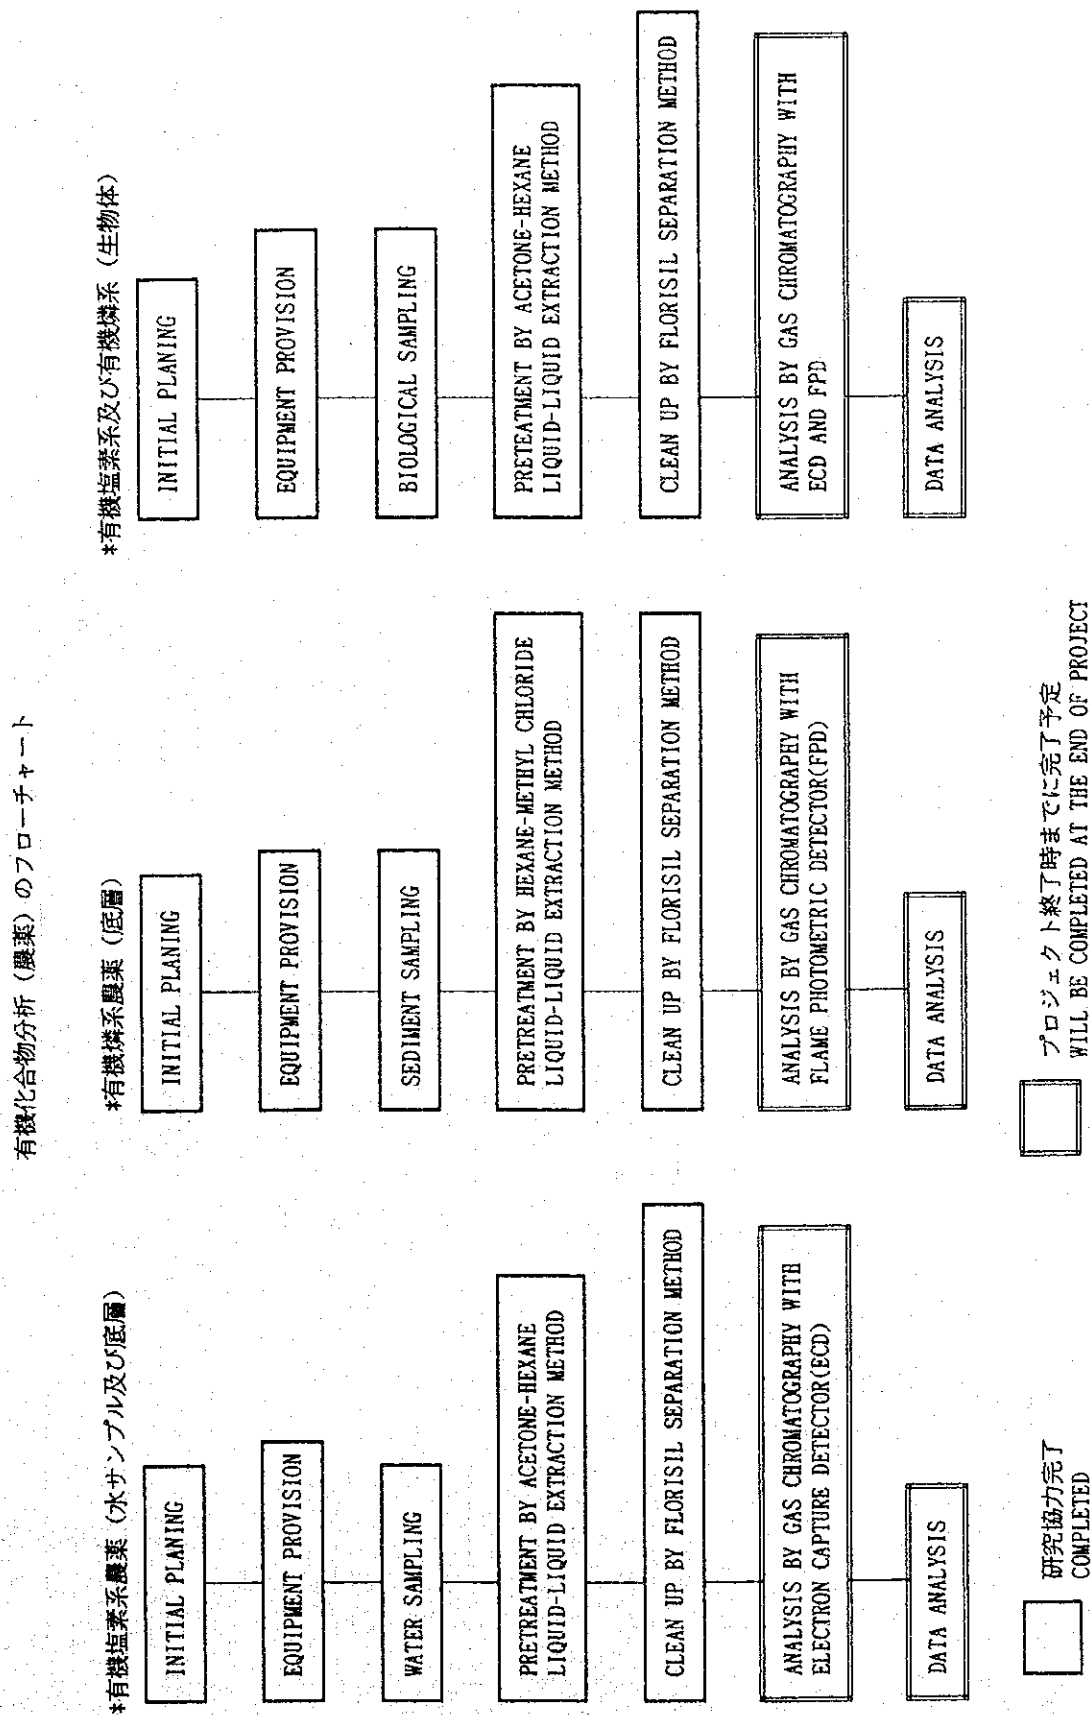 有機化合物分析（農薬）のフローチャート
*有機塩素系農薬（水サンプル及び底層）
INITIAL PLANING
EQUIPMENT PROVISION
WATER SAMPLING
PRETREATMENT BY ACETONE-HEXANE
LIQUID-LIQUID EXTRACTION METHOD
CLEAN UP BY FLORISIL SEPARATION METHOD
ANALYSIS BY GAS CHROMATOGRAPHY WITH
ELECTRON CAPTURE DETECTOR(ECD)
DATA ANALYSIS
*有機燐系農薬（底層）
INITIAL PLANING
EQUIPMENT PROVISION
SEDIMENT SAMPLING
PRETREATMENT BY HEXANE-METHYL CHLORIDE
LIQUPID-LIQUID EXTRACTION METHOD
CLEAN UP BY FLORISIL SEPARATION METHOD
ANALYSIS BY GAS CHROMATOGRAPHY WITH
FLAME PHOTOMETRIC DETECTOR(FPD)
DATA ANALYSIS
*有機塩素系及び有機燐系（生物体）
INITIAL PLANING
EQUIPMENT PROVISION
BIOLOGICAL SAMPLING
PRETEATMENT BY ACETONE-HEXANE
LIQUID-LIQUID EXTRACTION METHOD
CLEAN UP BY FLORISIL SEPARATION METHOD
ANALYSIS BY GAS CHROMATOGRAPHY WITH
ECD AND FPD
DATA ANALYSIS
研究協力完了
COMPLETED
プロジェクト終了時までに完了予定
WILL BE COMPLETED AT THE END OF PROJECT